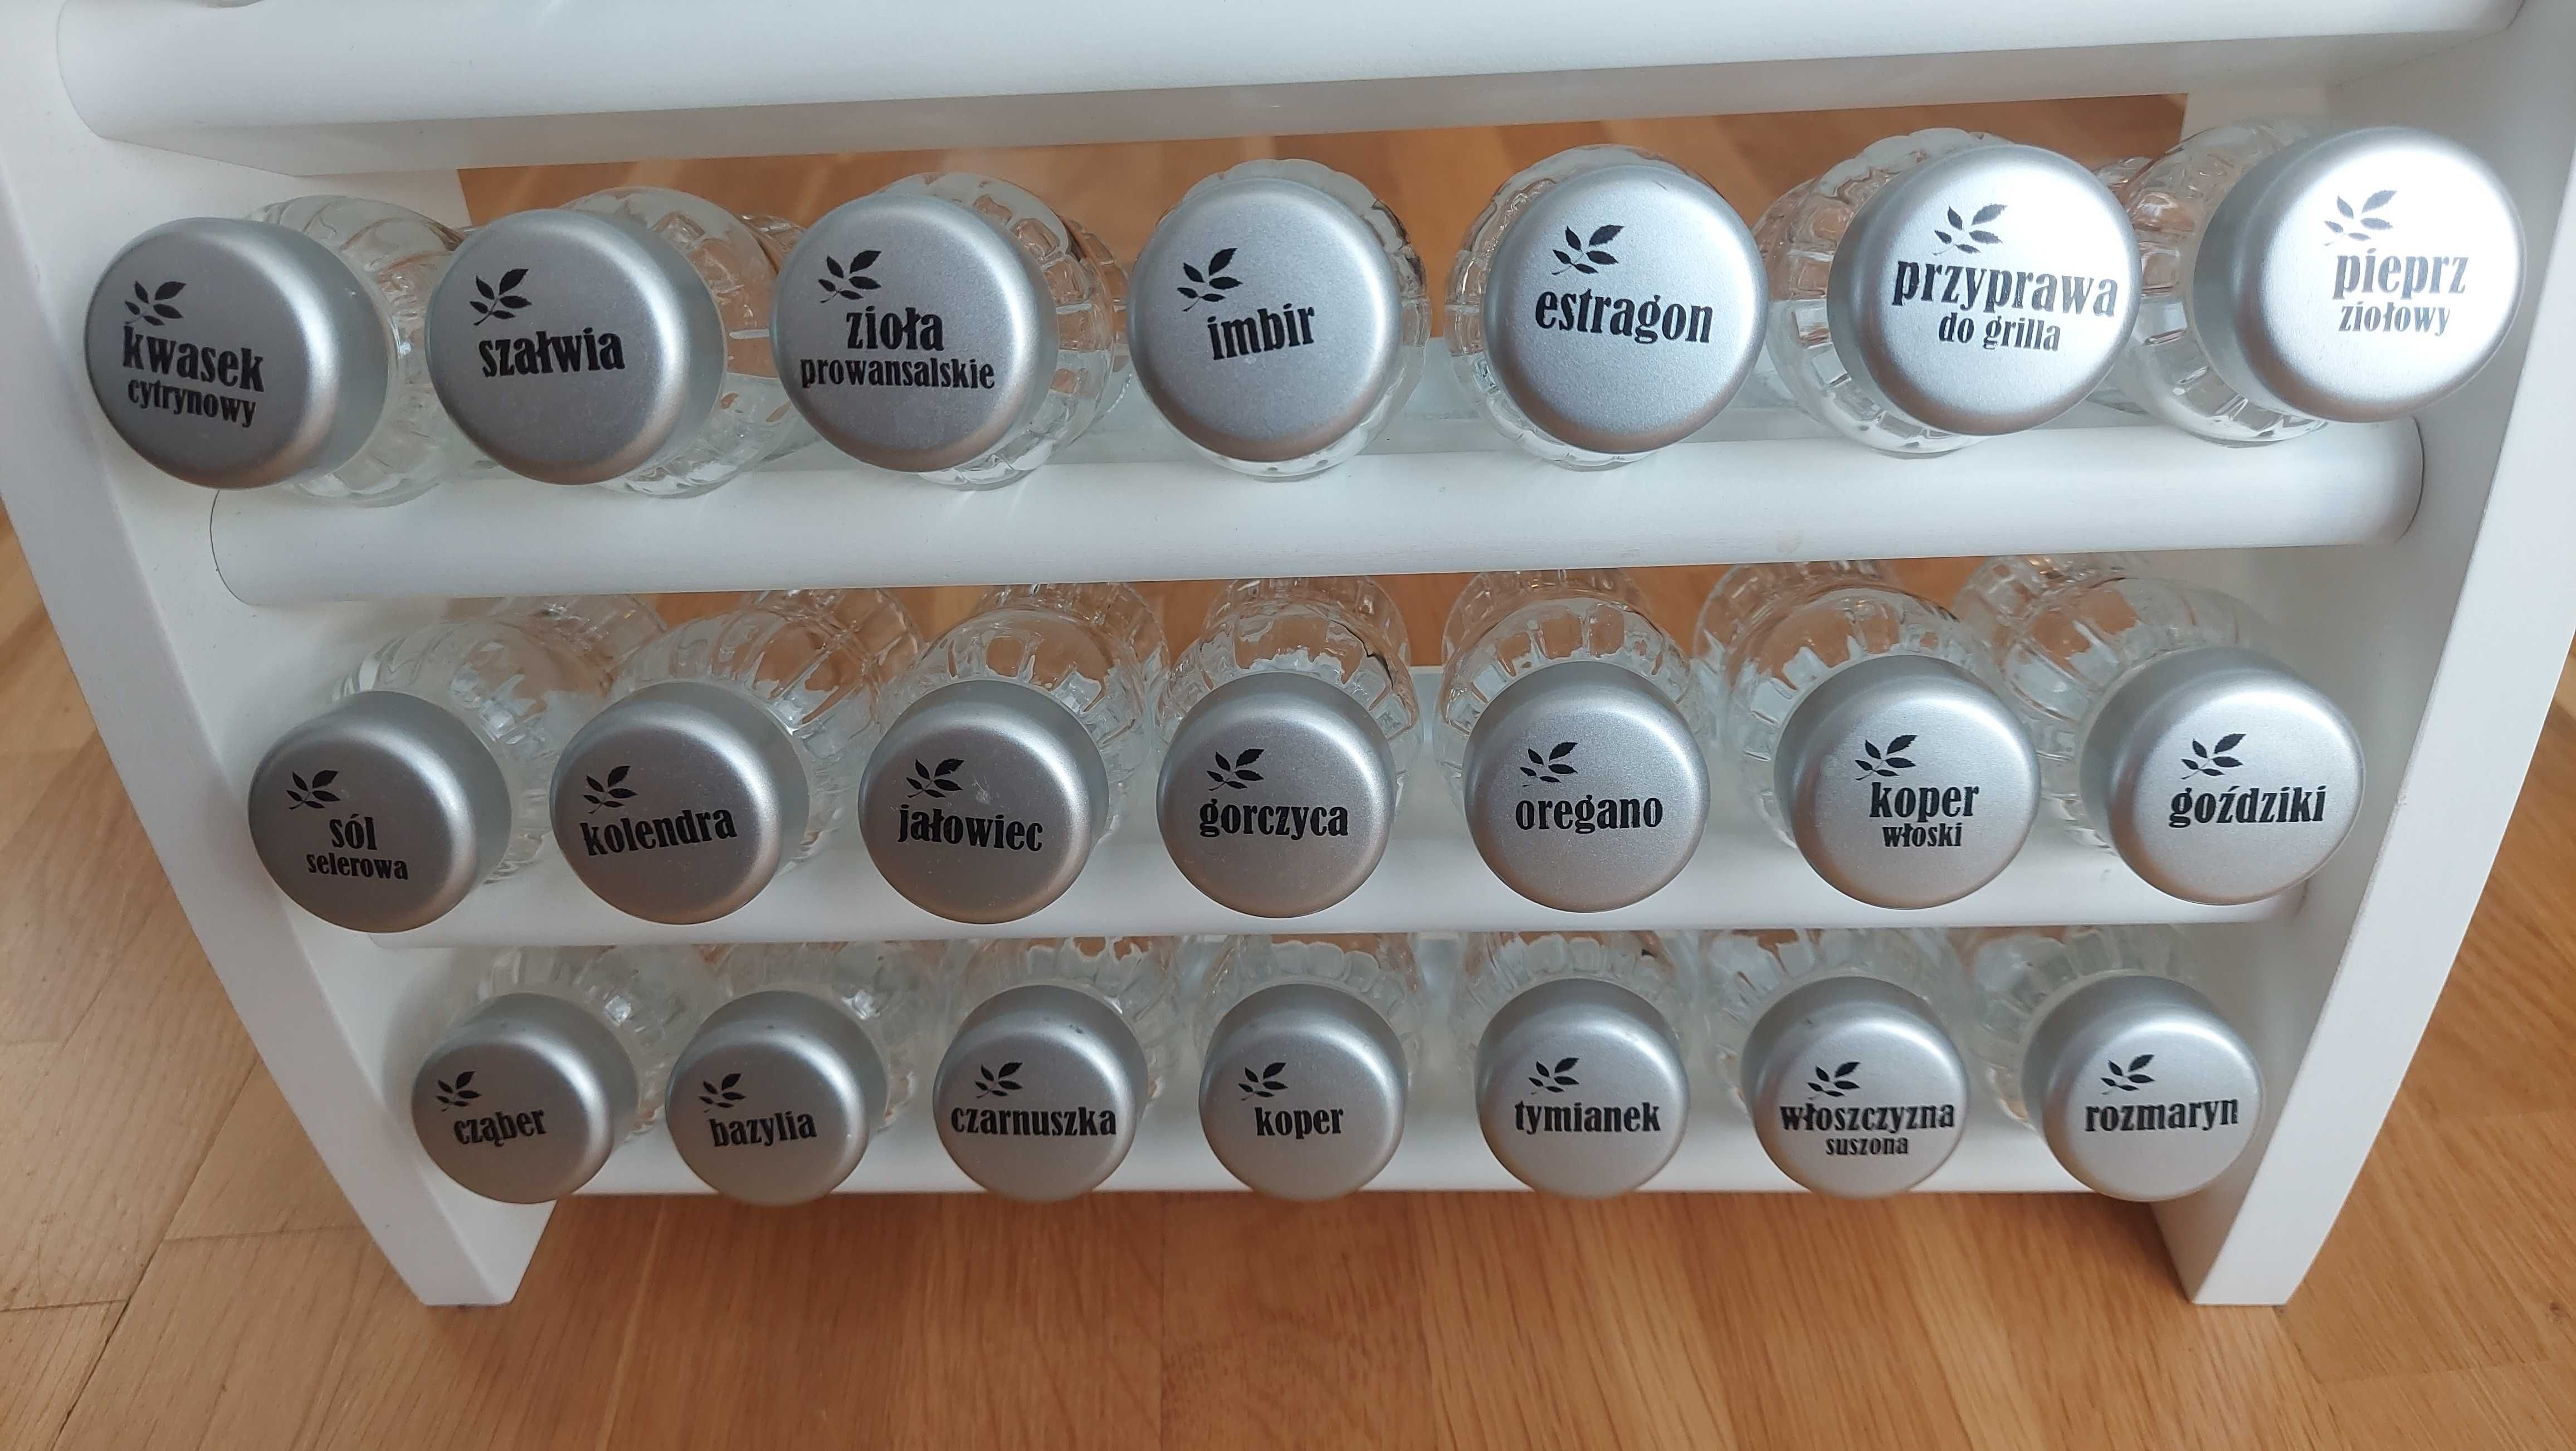 kwasek
cytrynowy
szałwia
zioła
prowansalskie
imbir
estragon
przyprawa
do grilla
pieprz
ziołowy
sól
selerowa
kolendra
jałowiec
gorczyca
oregano
koper
włoski
goździki
cząber
bazylia
czarnuszka
koper
tymianek
włoszczyzna
suszona
rozmaryn